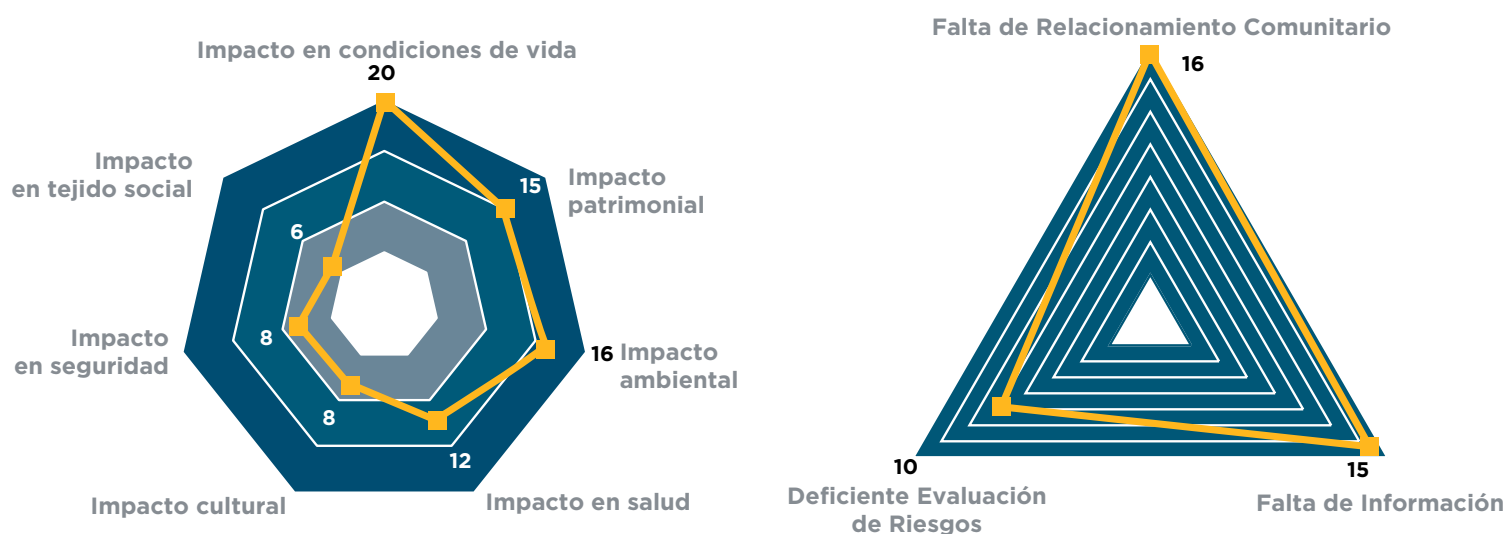 Impacto en condiciones de vida
20
Impacto
en tejido social
6
15
Impacto
patrimonial
Impacto
en seguridad
8
16
Impacto
ambiental
8
12
Impacto cultural
Impacto en salud
Falta de Relacionamiento Comunitario
16
10
Deficiente Evaluación
de Riesgos
15
Falta de Información